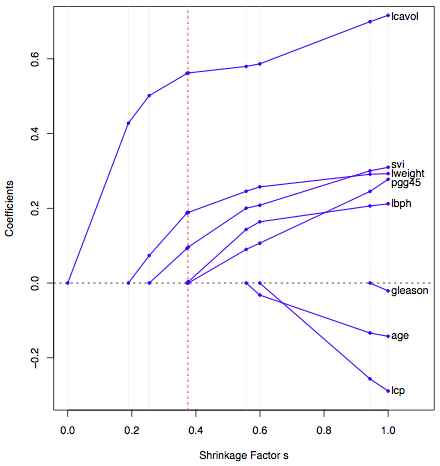 lcavol
svi
lweight
pgg45
lbph
gleason
age
lcp
Coefficients
0.6
0.4
0.2
0.0
−0.2
0.0 0.2 0.4 0.6 0.8 1.0
Shrinkage Factor s